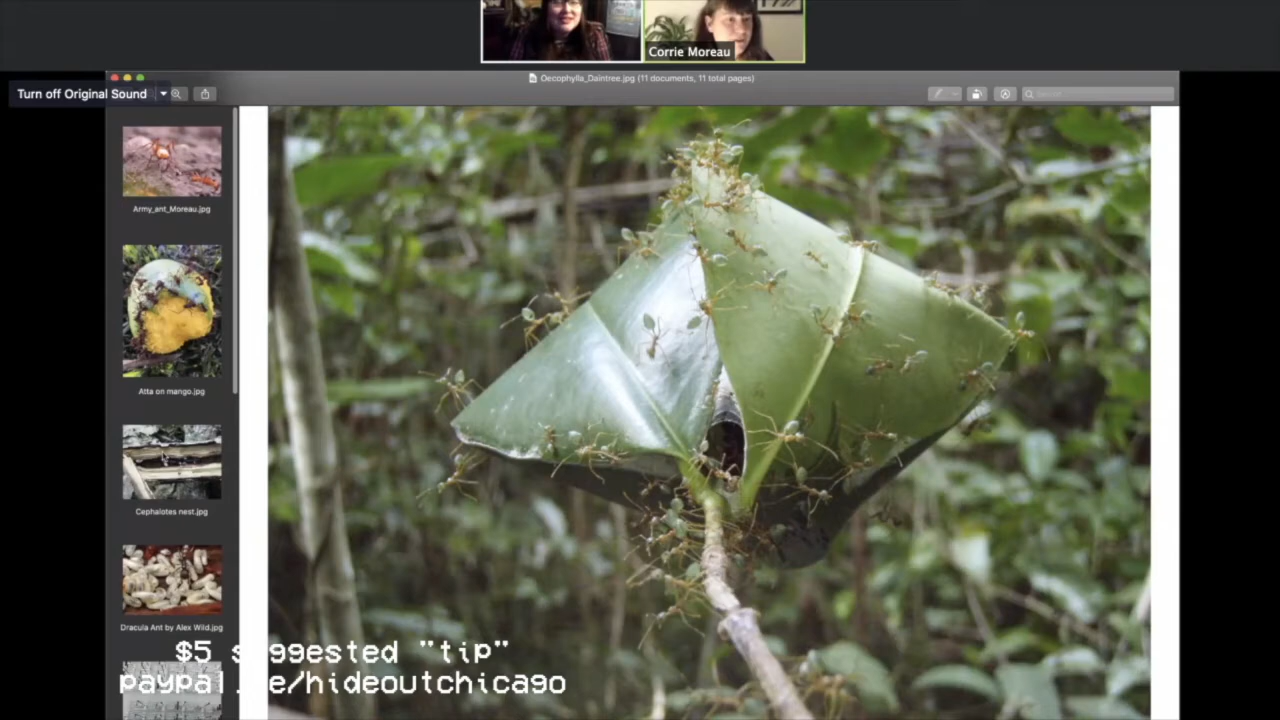 Corrie Moreau
Oecophylla_Daintree.jpg (11 documents, 11 total pages)
Turn off Original Sound
Search
Army_ant_Moreau.jpg
Atta on mango.jpg
Cephalotes nest.jpg
Dracula Ant by Alex Wild.jpg
$5 suggested "tip"
paypal.me/hideoutchicago